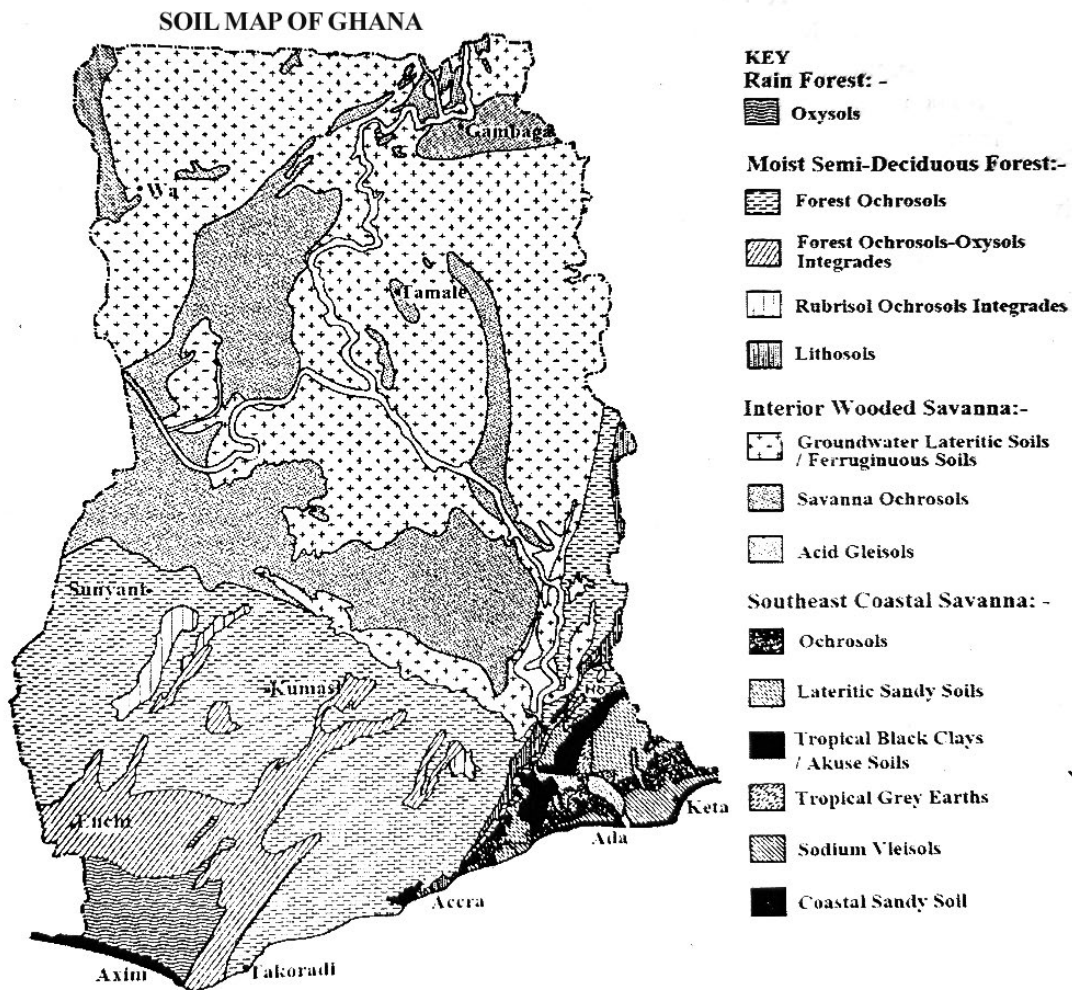 SOIL MAP OF GHANA
KEY
Rain Forest: -
Oxysols
Moist Semi-Deciduous Forest:-
Forest Ochrosols
Forest Ochrosols-Oxysols
Integrades
Rubrisol Ochrosols Integrades
Lithosols
Interior Wooded Savanna:-
Groundwater Lateritic Soils
/ Ferruginuous Soils
Savanna Ochrosols
Acid Gleisols
Southeast Coastal Savanna: -
Ochrosols
Lateritic Sandy Soils
Tropical Black Clays
/ Akuse Soils
Tropical Grey Earths
Sodium Vleisols
Coastal Sandy Soil
Gambaga
Wa
Tamale
Sunyani
Kumasi
Ho
Enchi
Keta
Ada
Accra
Axim
Takoradi